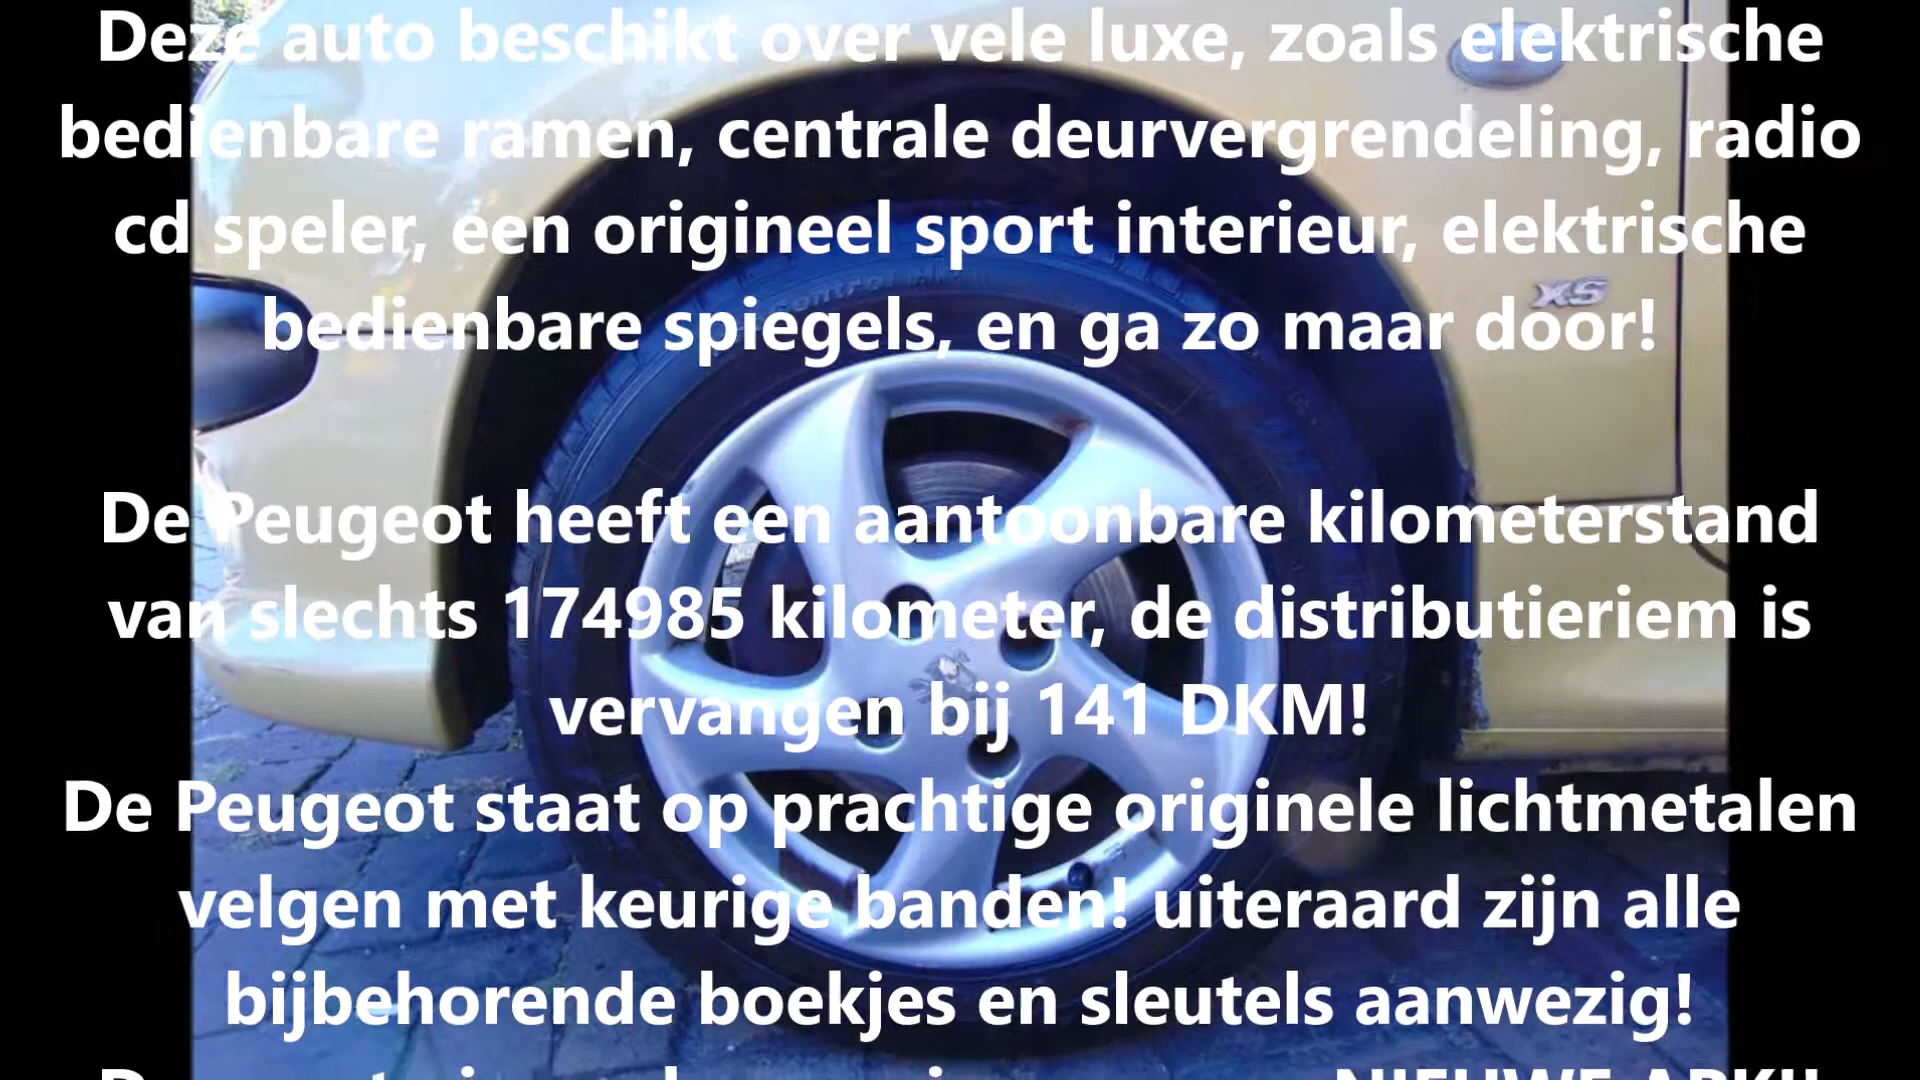 Deze auto beschikt over vele luxe, zoals elektrische
bedienbare ramen, centrale deurvergrendeling, radio
cd speler, een origineel sport interieur, elektrische
bedienbare spiegels, en ga zo maar door!
XS
De Peugeot heeft een aantoonbare kilometerstand
van slechts 174985 kilometer, de distributieriem is
vervangen bij 141 DKM!
De Peugeot staat op prachtige originele lichtmetalen
velgen met keurige banden! uiteraard zijn alle
bijbehorende boekjes en sleutels aanwezig!
NIEUWE APK!!